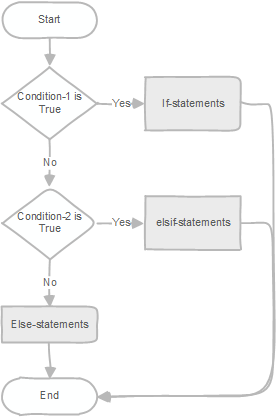 Start
Condition-1 is
True
Yes
If-statements
No
Condition-2 is
True
Yes
elsif-statements
No
Else-statements
End